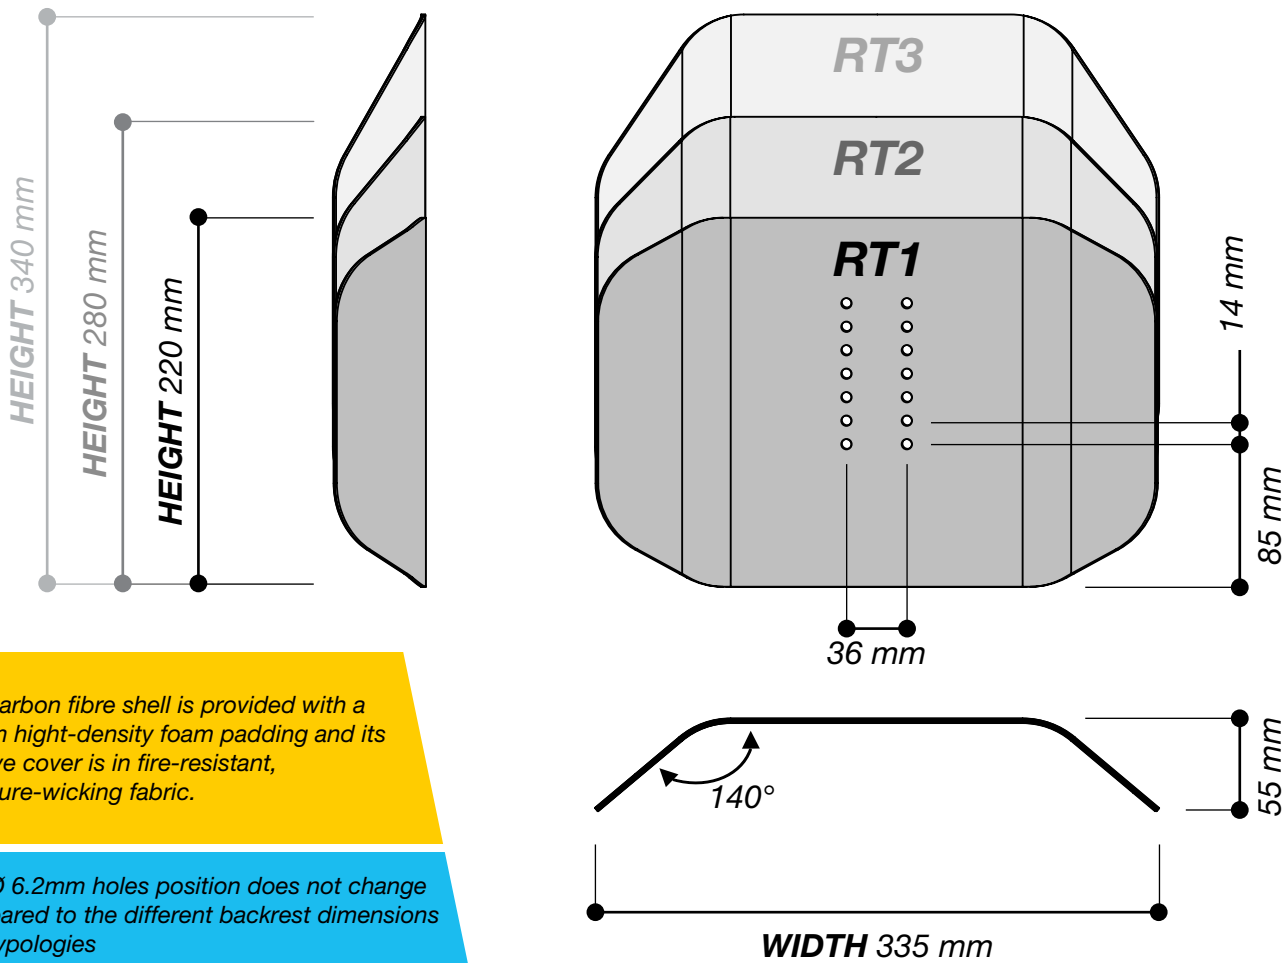 HEIGHT 340 mm
HEIGHT 280 mm
HEIGHT 220 mm
RT3
RT2
RT1
14 mm
85 mm
36 mm
arbon fibre shell is provided with a
hight-density foam padding and its
cover is in fire-resistant,
ure-wicking fabric.
6.2mm holes position does not change
ared to the different backrest dimensions
ypologies
140°
55 mm
WIDTH 335 mm